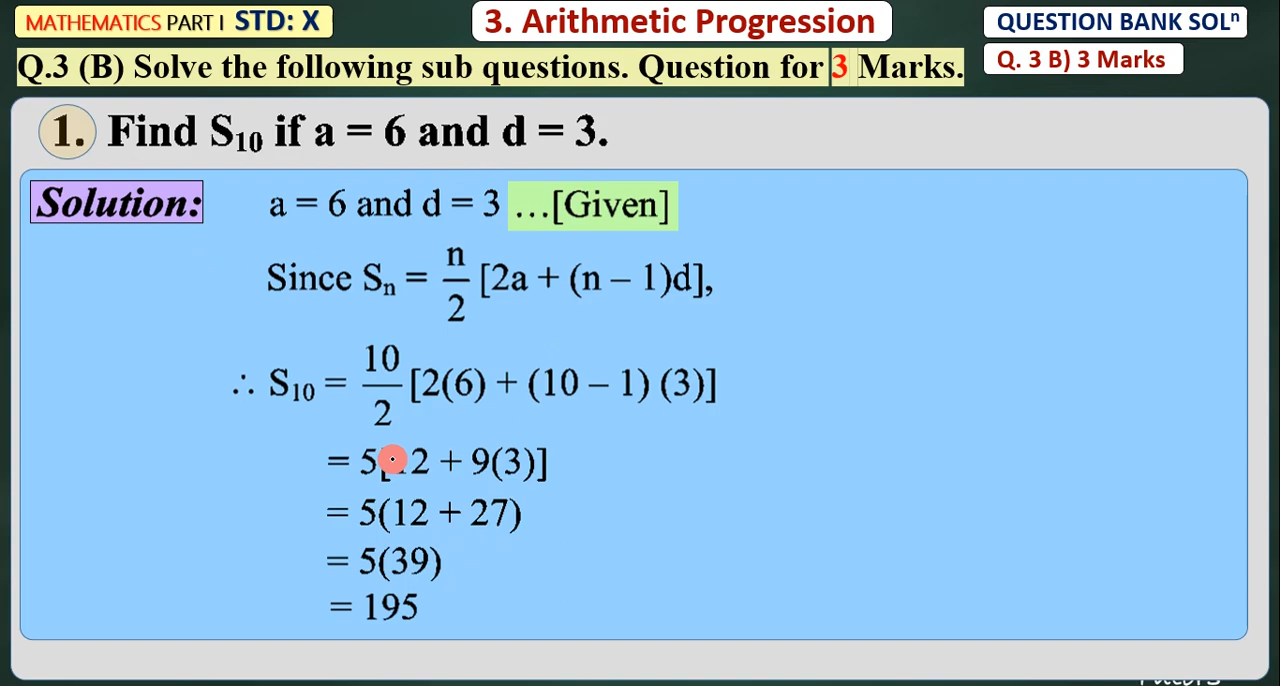 MATHEMATICS PART I STD: X
3. Arithmetic Progression
QUESTION BANK SOLⁿ
Q.3 (B) Solve the following sub questions. Question for 3 Marks.
Q. 3 B) 3 Marks
1. Find S₁₀ if a = 6 and d = 3.
Solution: a = 6 and d = 3 ...[Given]
Since Sₙ = n/2 [2a + (n – 1)d],
∴ S₁₀ = 10/2 [2(6) + (10 – 1) (3)]
= 5[12 + 9(3)]
= 5(12 + 27)
= 5(39)
= 195